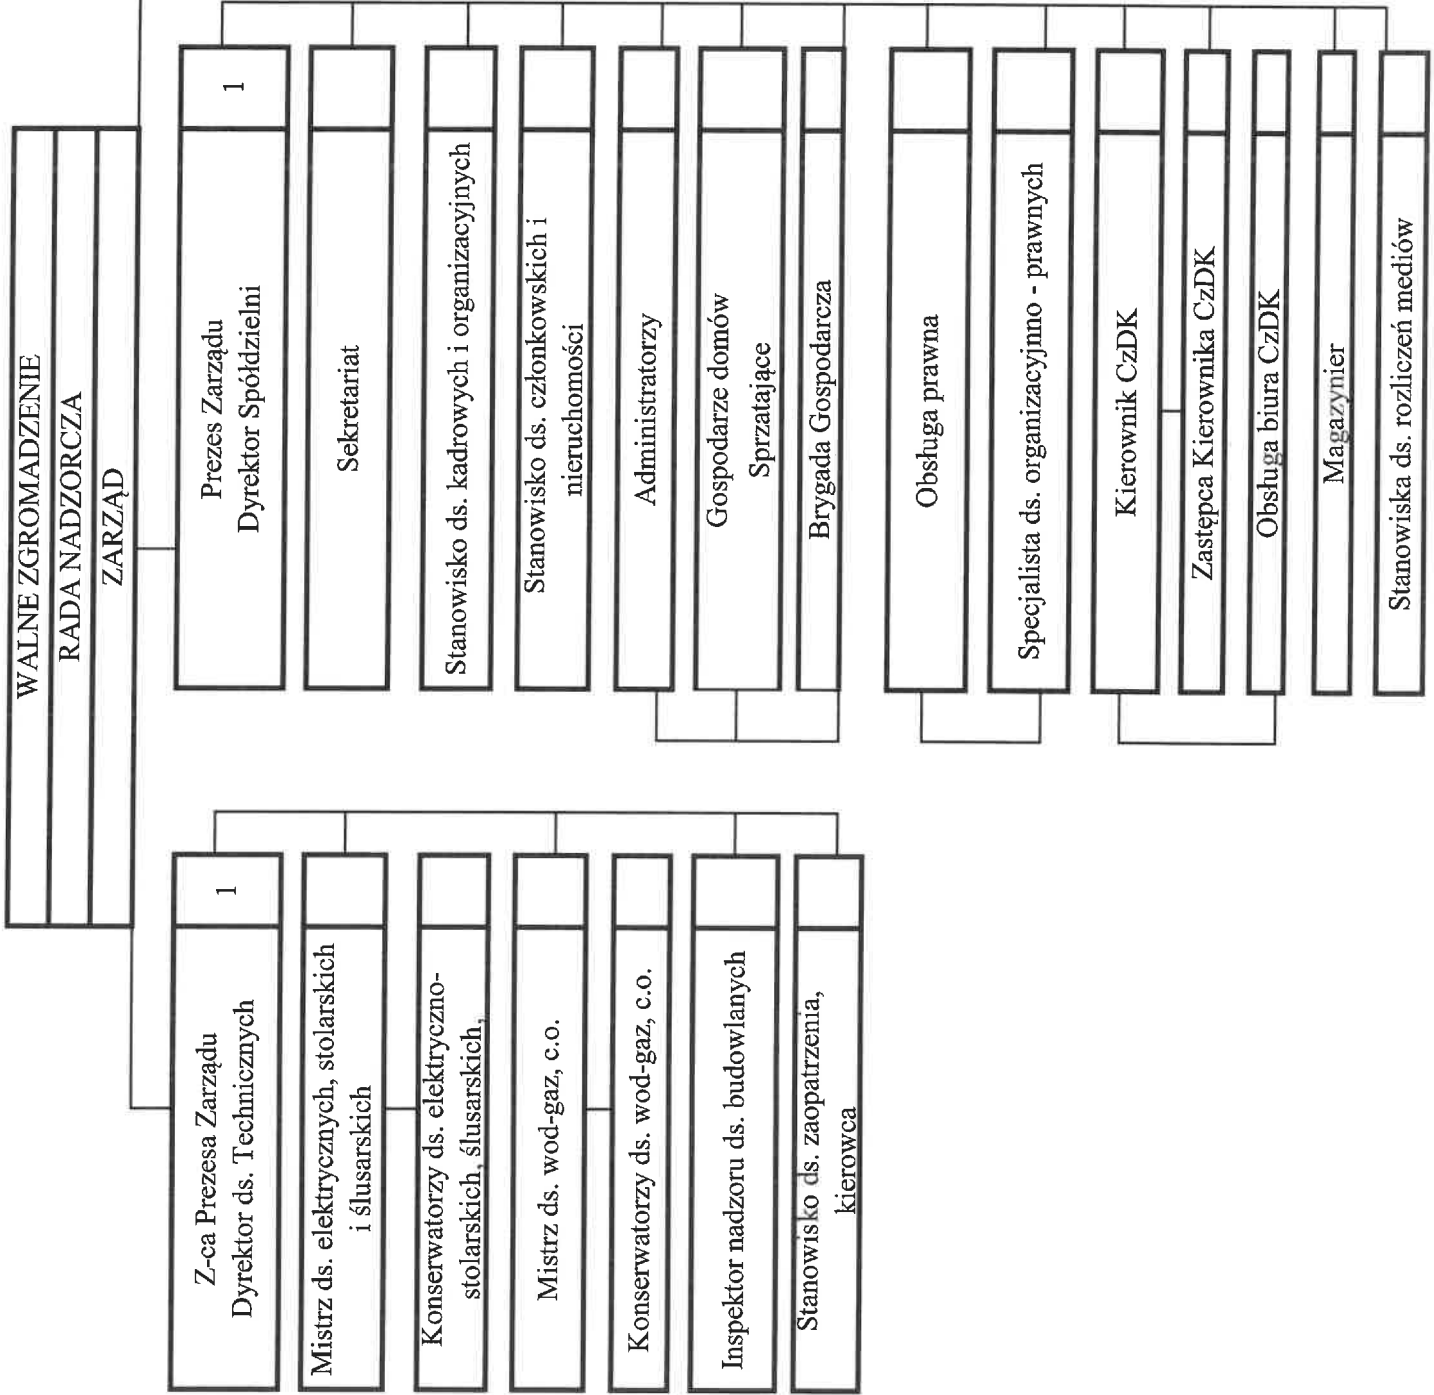 WALNE ZGROMADZENIE
RADA NADZORCZA
ZARZĄD
Z-ca Prezesa Zarządu
Dyrektor ds. Technicznych
1
Mistrz ds. elektrycznych, stolarskich
i ślusarskich
Konserwatorzy ds. elektryczno-
stolarskich, ślusarskich,
Mistrz ds. wod-gaz, c.o.
Konserwatorzy ds. wod-gaz, c.o.
Inspektor nadzoru ds. budowlanych
Stanowisko ds. zaopatrzenia,
kierowca
Prezes Zarządu
Dyrektor Spółdzielni
1
Sekretariat
Stanowisko ds. kadrowych i organizacyjnych
Stanowisko ds. członkowskich i
nieruchomości
Administratorzy
Gospodarze domów
Sprzatające
Brygada Gospodarcza
Obsługa prawna
Specjalista ds. organizacyjnno - prawnych
Kierownik CzDK
Zastępca Kierownika CzDK
Obsługa biura CzDK
Magazynier
Stanowiska ds. rozliczeń mediów